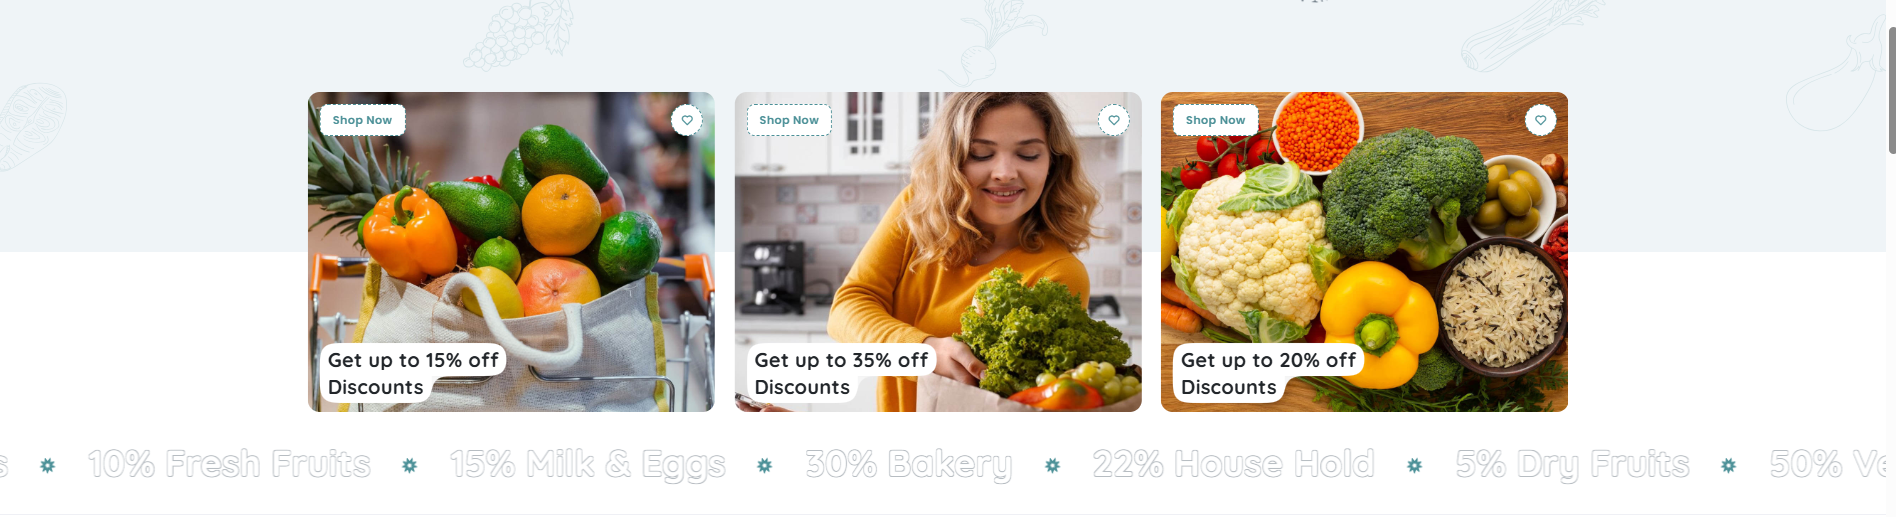 Shop Now
Get up to 15% off
Discounts
Shop Now
Get up to 35% off
Discounts
Shop Now
Get up to 20% off
Discounts
s 10% Fresh Fruits 15% Milk & Eggs 30% Bakery 22% House Hold 5% Dry Fruits 50% Ve